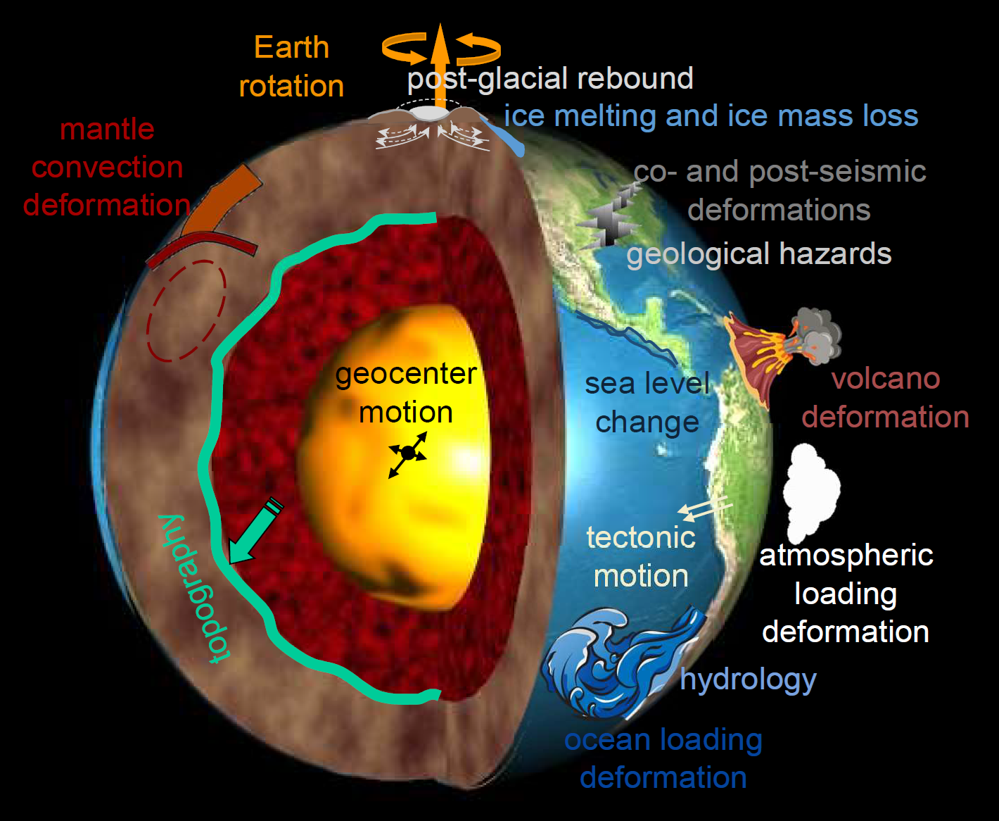 Earth
rotation
post-glacial rebound
ice melting and ice mass loss
mantle
convection
deformation
co- and post-seismic
deformations
geological hazards
geocenter
motion
sea level
change
volcano
deformation
topography
tectonic
motion
atmospheric
loading
deformation
hydrology
ocean loading
deformation